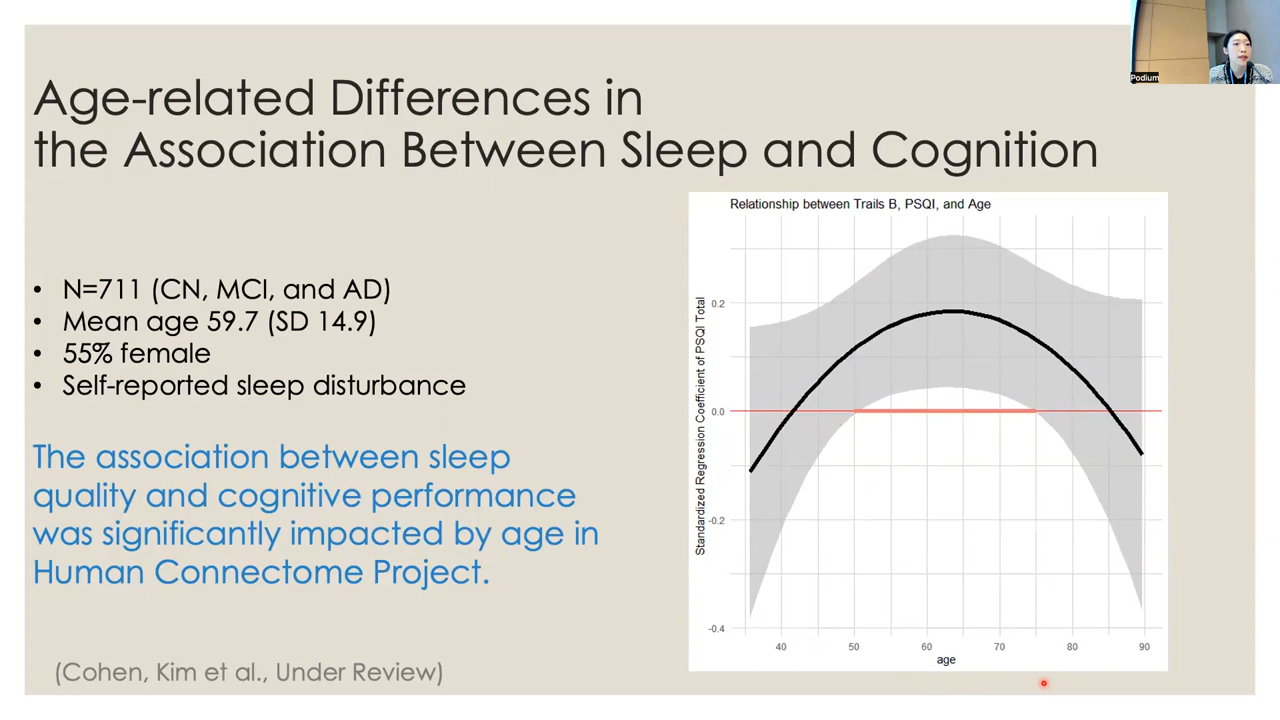 Podium
Age-related Differences in
the Association Between Sleep and Cognition
• N=711 (CN, MCI, and AD)
• Mean age 59.7 (SD 14.9)
• 55% female
• Self-reported sleep disturbance
The association between sleep
quality and cognitive performance
was significantly impacted by age in
Human Connectome Project.
(Cohen, Kim et al., Under Review)
Relationship between Trails B, PSQI, and Age
Standardized Regression Coefficient of PSQI Total
0.2
0.0
-0.2
-0.4
40 50 60 70 80 90
age